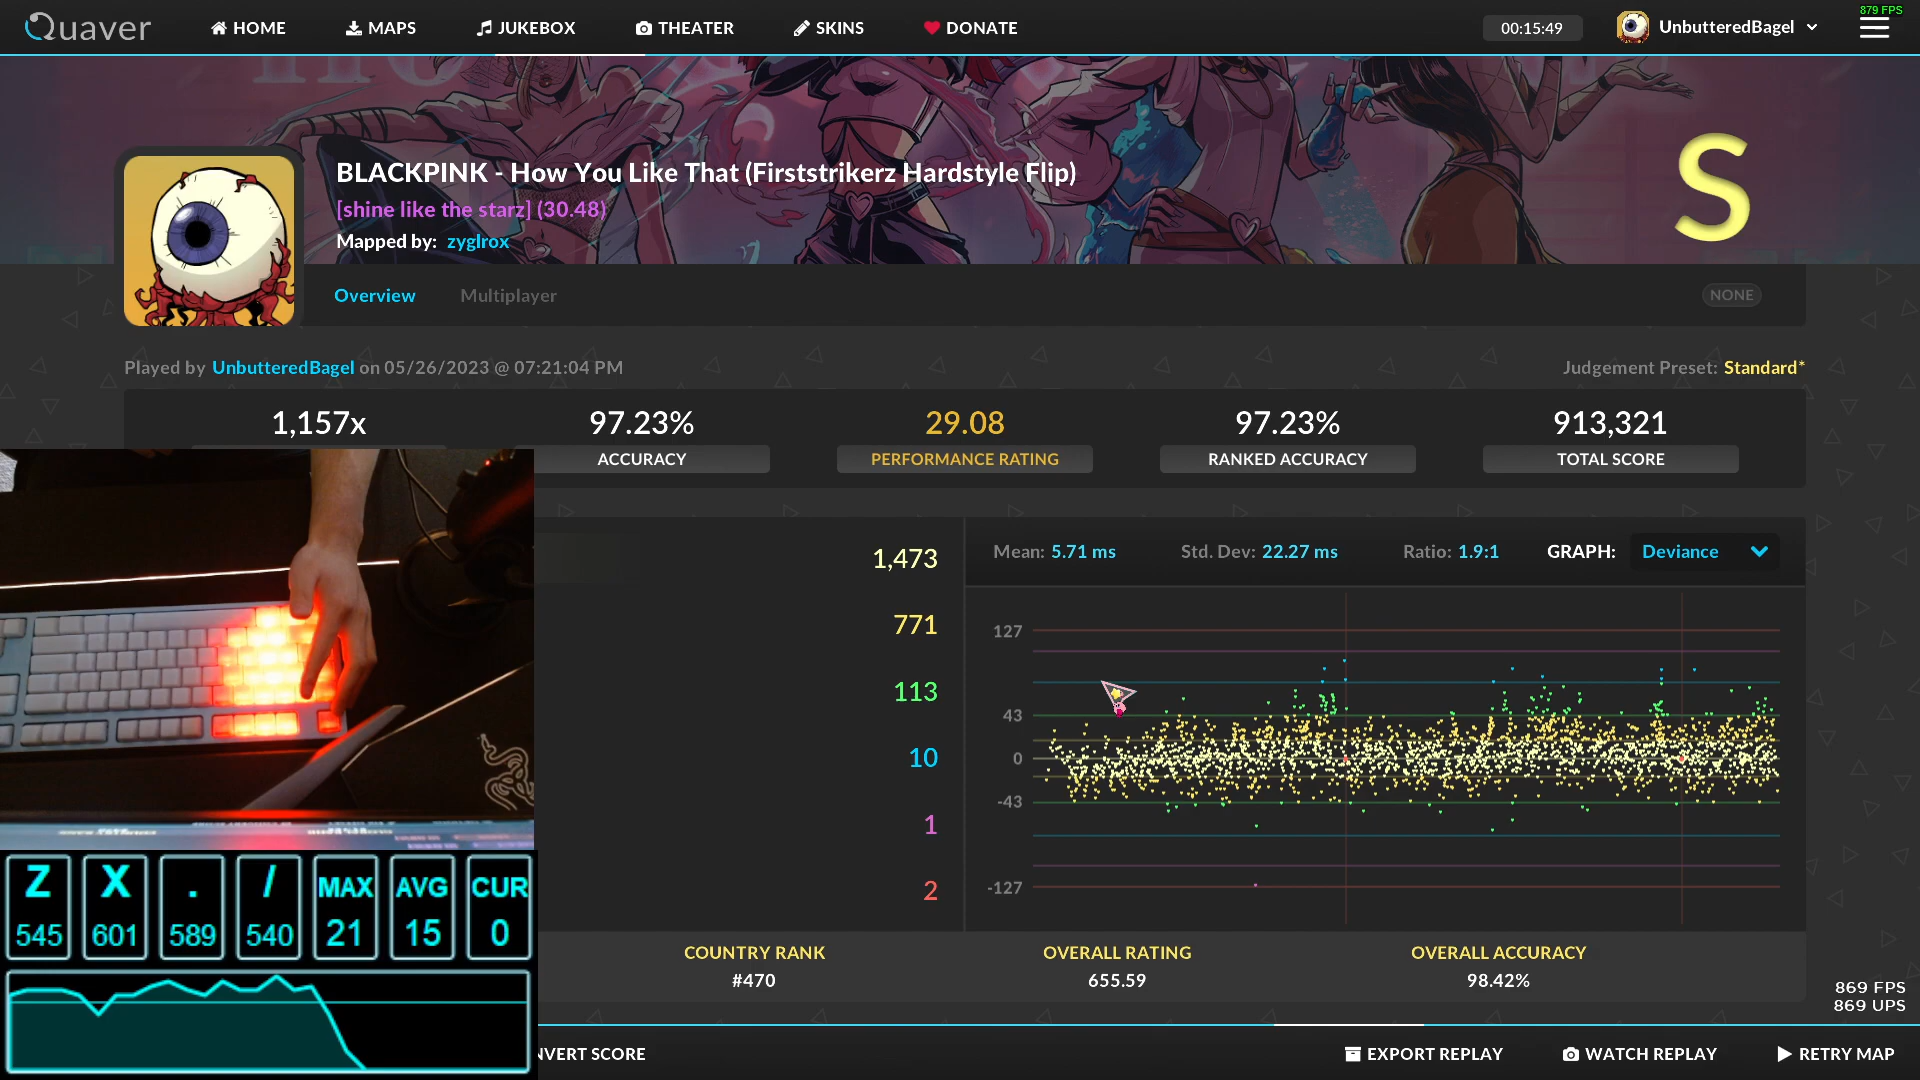 879 FPS
Quaver HOME MAPS JUKEBOX THEATER SKINS DONATE 00:15:49 UnbutteredBagel
BLACKPINK - How You Like That (Firststrikerz Hardstyle Flip)
[shine like the starz] (30.48)
Mapped by: zyglrox
S
Overview Multiplayer NONE
Played by UnbutteredBagel on 05/26/2023 @ 07:21:04 PM Judgement Preset: Standard*
1,157x 97.23% 29.08 97.23% 913,321
ACCURACY PERFORMANCE RATING RANKED ACCURACY TOTAL SCORE
1,473
771
113
10
1
2
Mean: 5.71 ms Std. Dev: 22.27 ms Ratio: 1.9:1 GRAPH: Deviance
127
43
0
-43
-127
Z X . / MAX AVG CUR
545 601 589 540 21 15 0
COUNTRY RANK OVERALL RATING OVERALL ACCURACY
#470 655.59 98.42%
869 FPS
869 UPS
NVERT SCORE EXPORT REPLAY WATCH REPLAY RETRY MAP